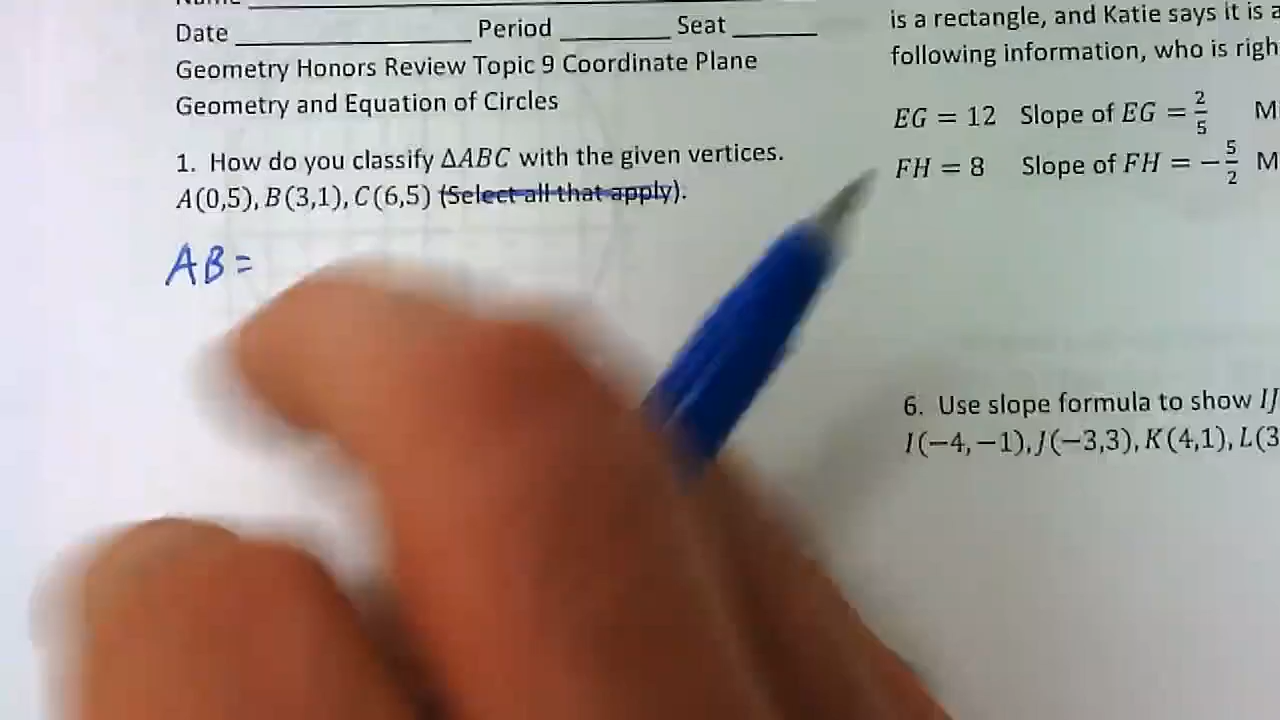 Name
Date Period Seat
Geometry Honors Review Topic 9 Coordinate Plane
Geometry and Equation of Circles
1. How do you classify ΔABC with the given vertices.
A(0,5), B(3,1), C(6,5) (Select all that apply).
AB=
is a rectangle, and Katie says it is a
following information, who is righ
EG = 12 Slope of EG = 2/5 Mi
FH = 8 Slope of FH = −5/2 M
6. Use slope formula to show IJ
I(−4,−1), J(−3,3), K(4,1), L(3